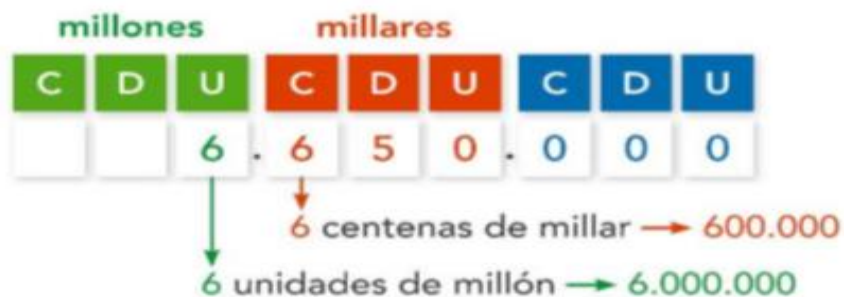 millones millares
C D U C D U C D U
6 . 6 5 0 . 0 0 0
6 centenas de millar → 600.000
6 unidades de millón → 6.000.000